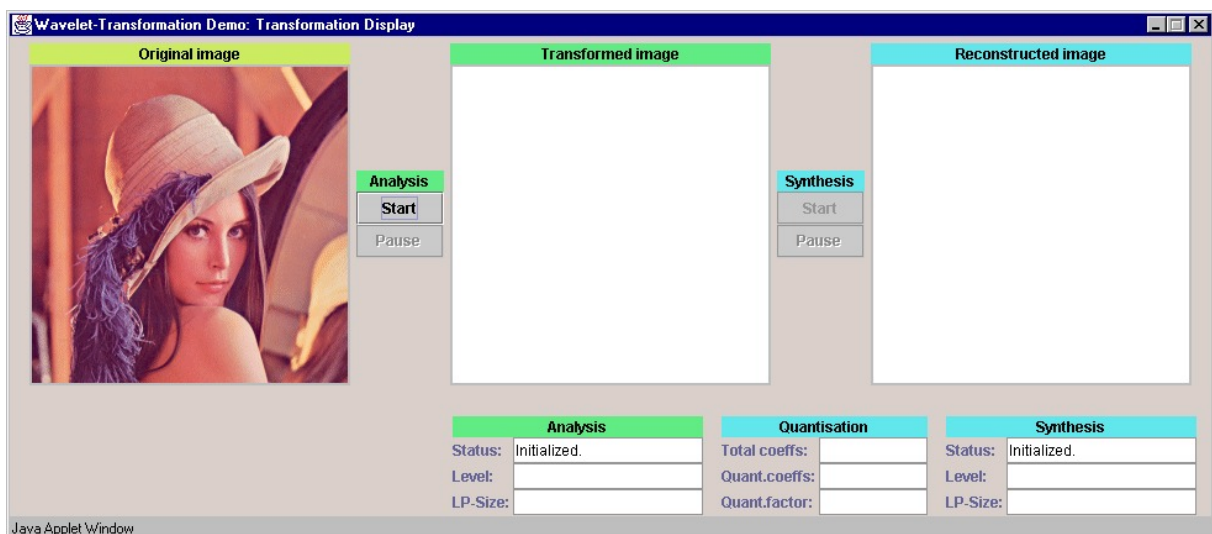 Wavelet-Transformation Demo: Transformation Display
Original image
Transformed image
Reconstructed image
Analysis
Start
Pause
Synthesis
Start
Pause
Analysis
Status: Initialized.
Level:
LP-Size:
Quantisation
Total coeffs:
Quant.coeffs:
Quant.factor:
Synthesis
Status: Initialized.
Level:
LP-Size:
Java Applet Window